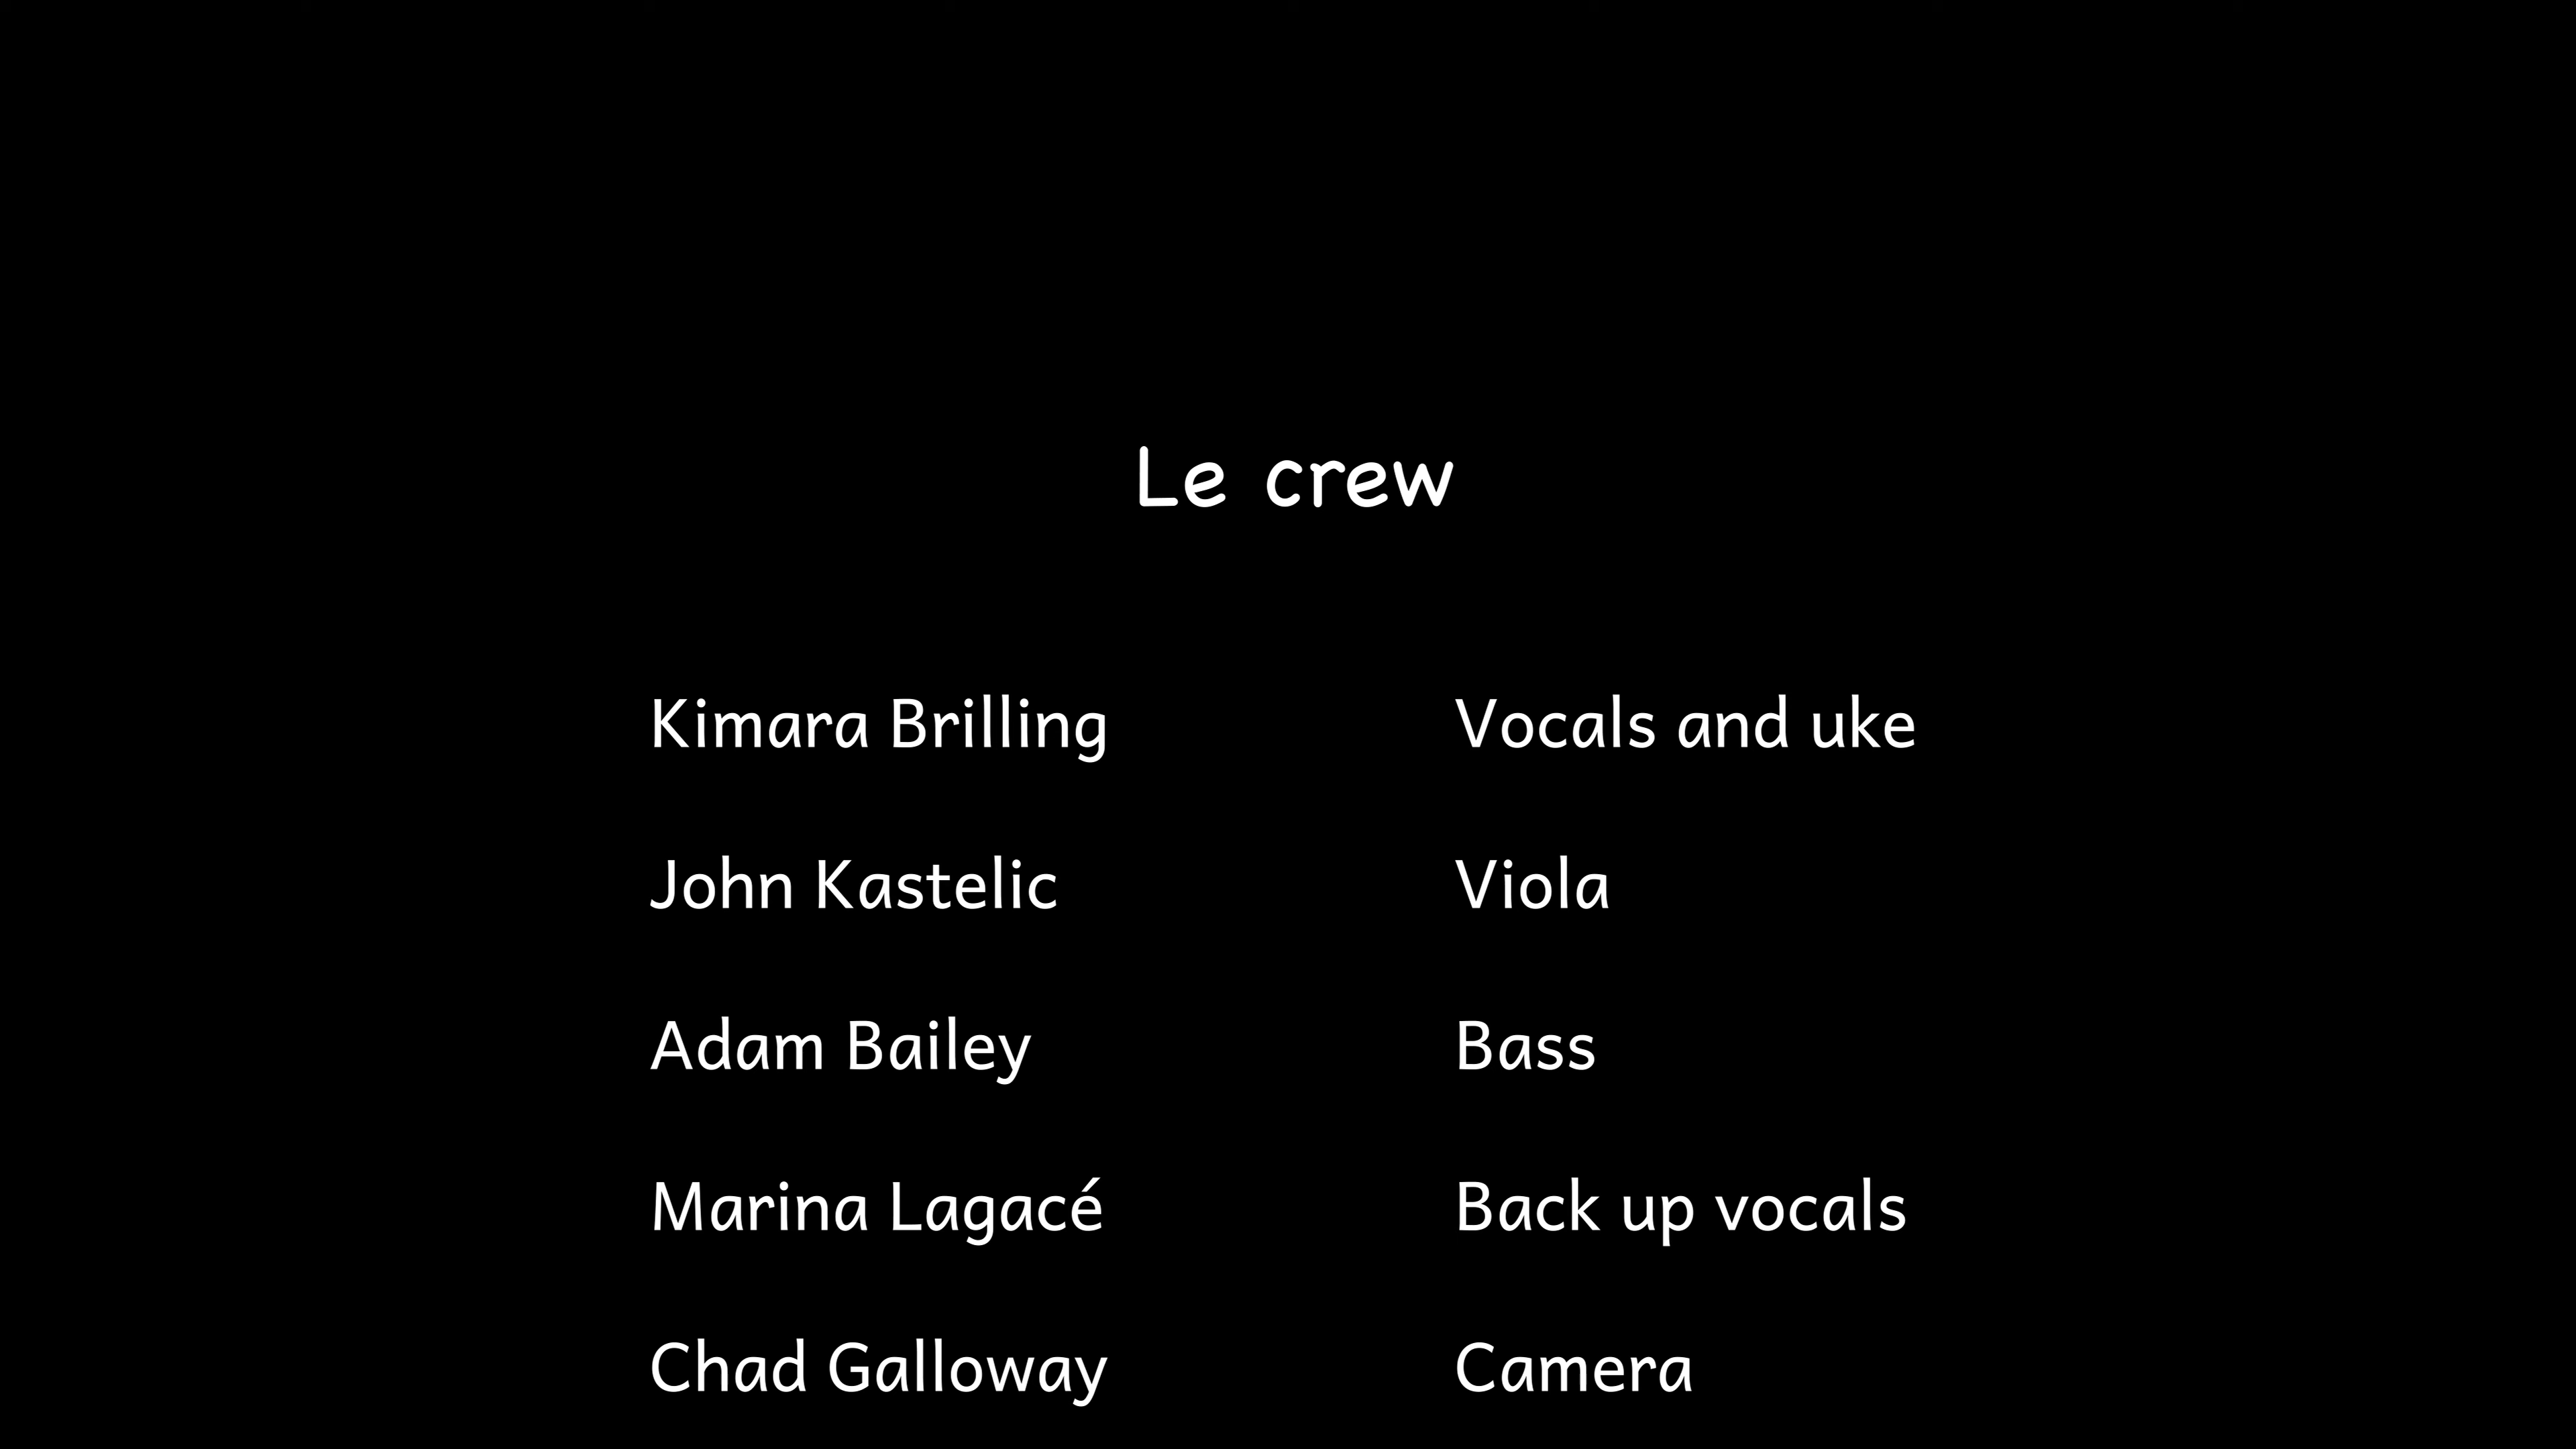 Le crew
Kimara Brilling Vocals and uke
John Kastelic Viola
Adam Bailey Bass
Marina Lagacé Back up vocals
Chad Galloway Camera